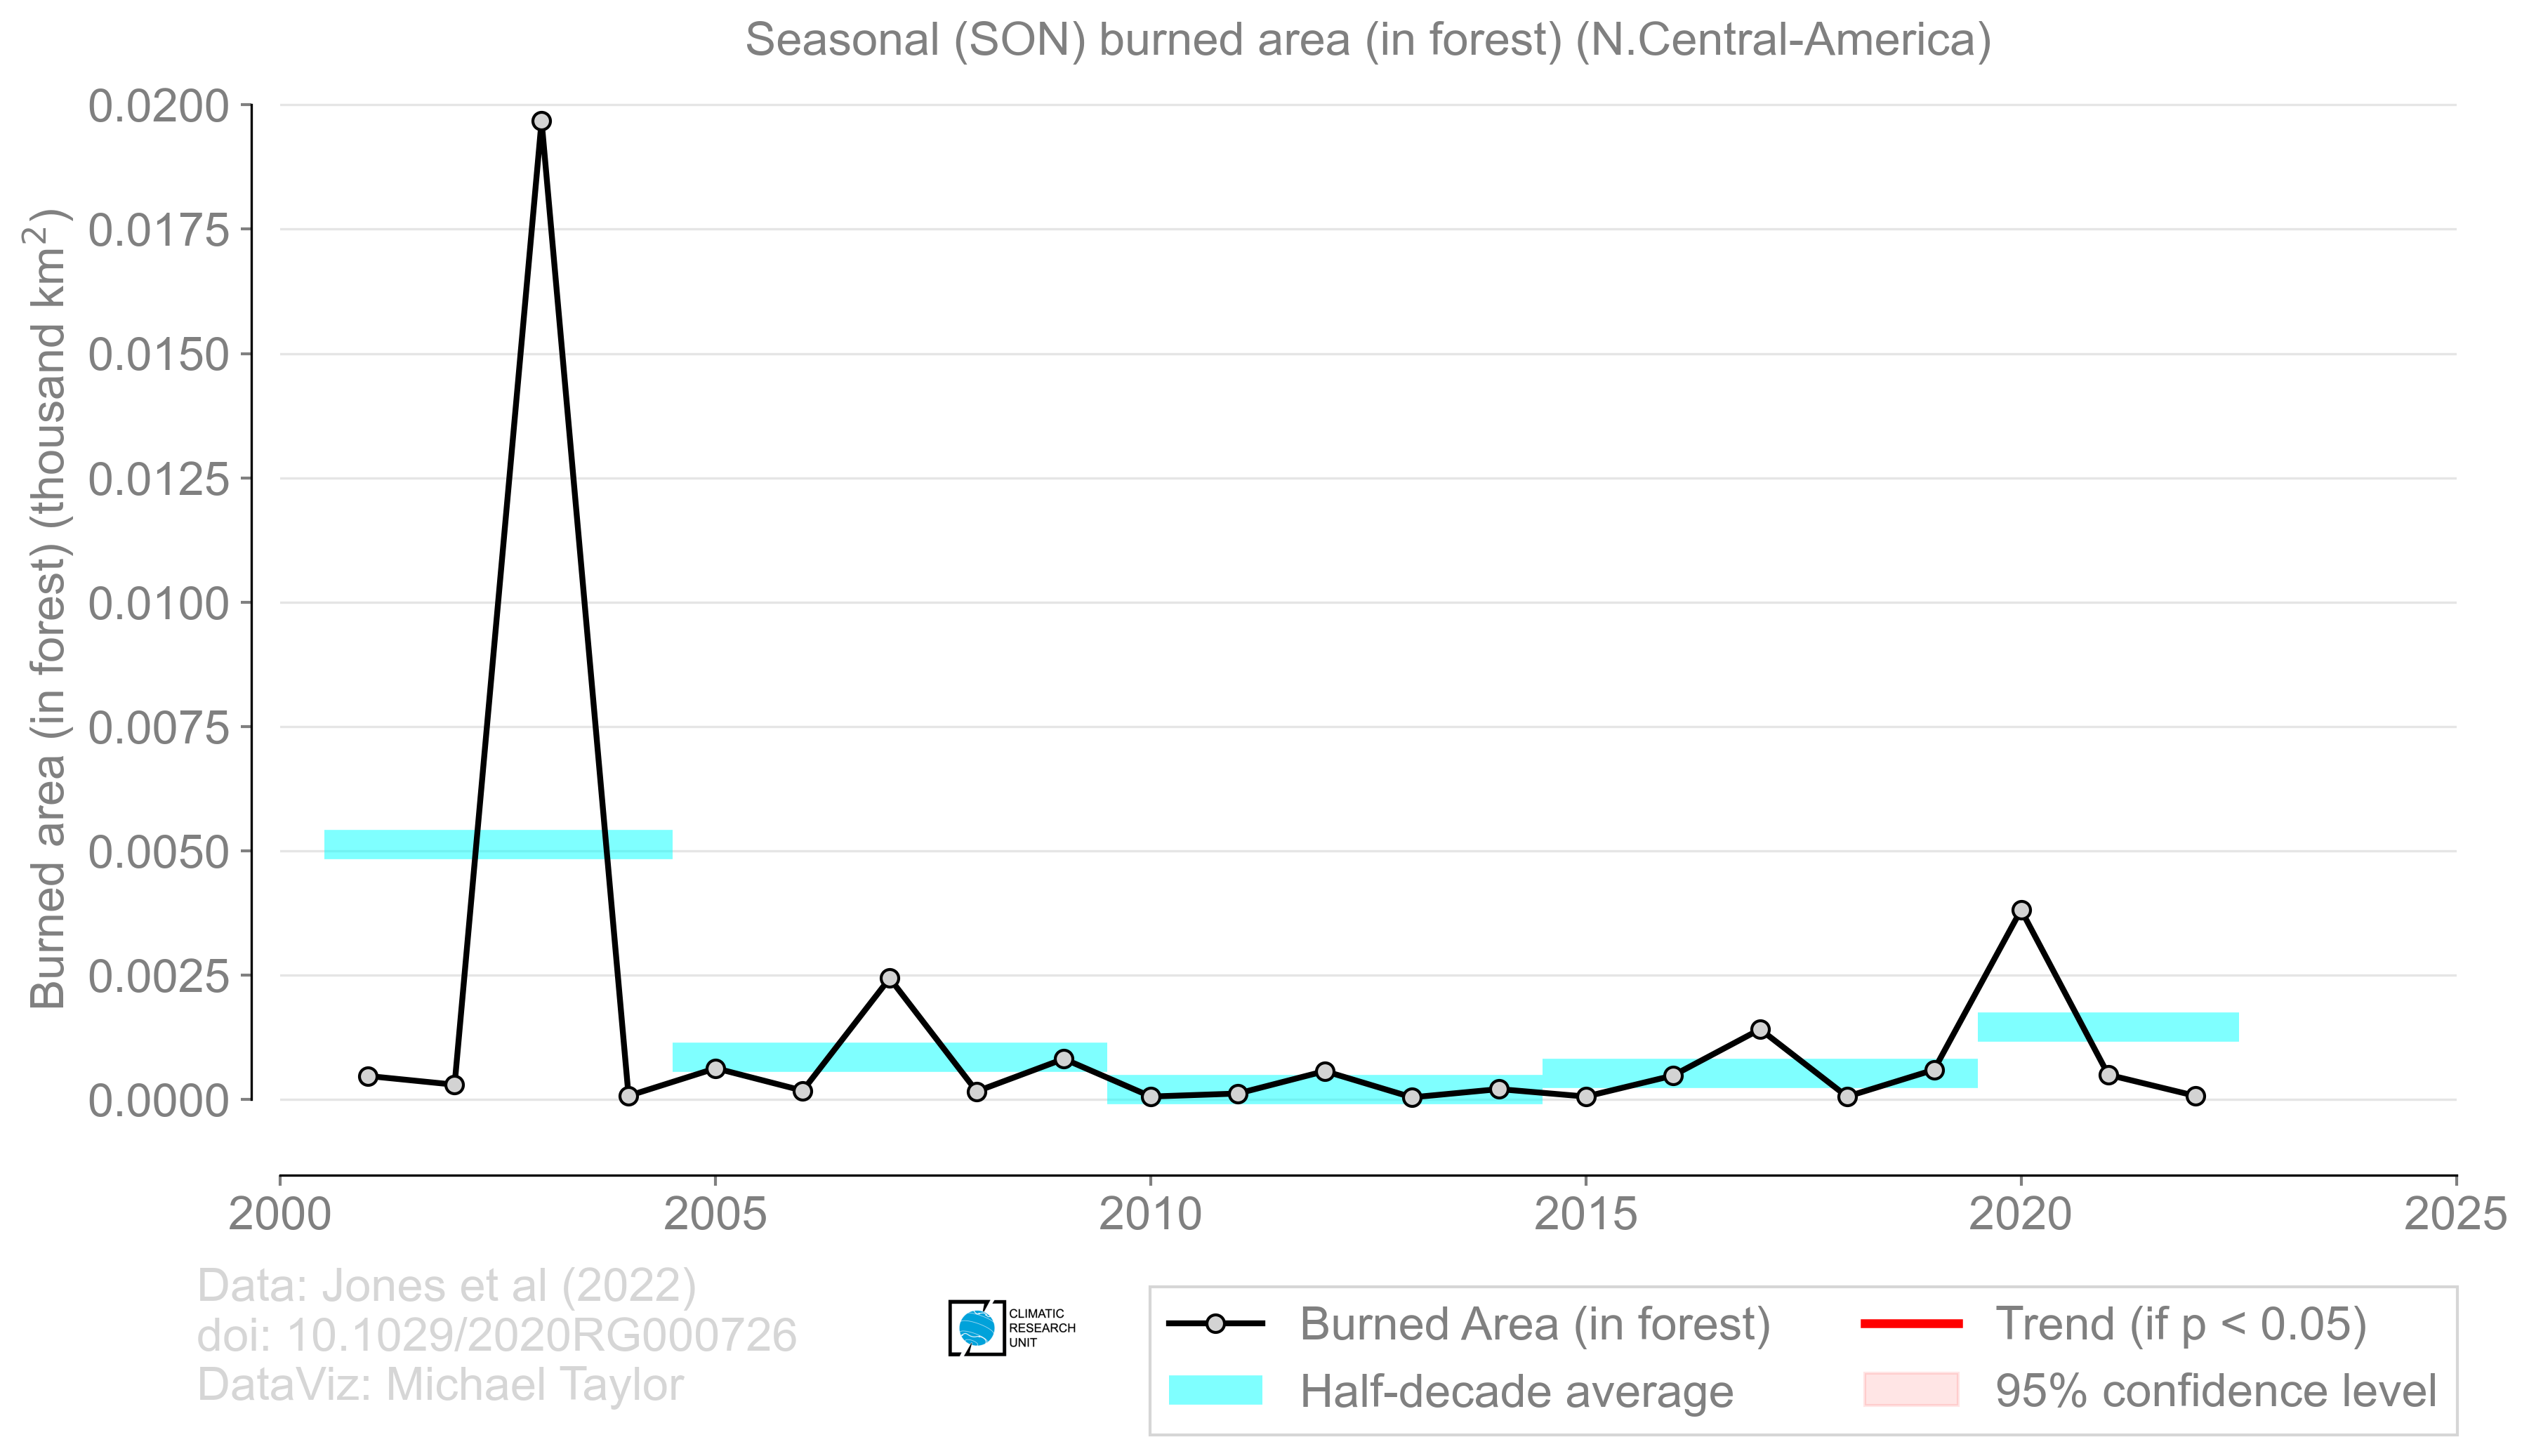 Seasonal (SON) burned area (in forest) (N.Central-America)
Burned area (in forest) (thousand km²)
0.0200
0.0175
0.0150
0.0125
0.0100
0.0075
0.0050
0.0025
0.0000
2000
2005
2010
2015
2020
2025
Data: Jones et al (2022)
doi: 10.1029/2020RG000726
DataViz: Michael Taylor
CLIMATIC
RESEARCH
UNIT
Burned Area (in forest)
Half-decade average
Trend (if p < 0.05)
95% confidence level